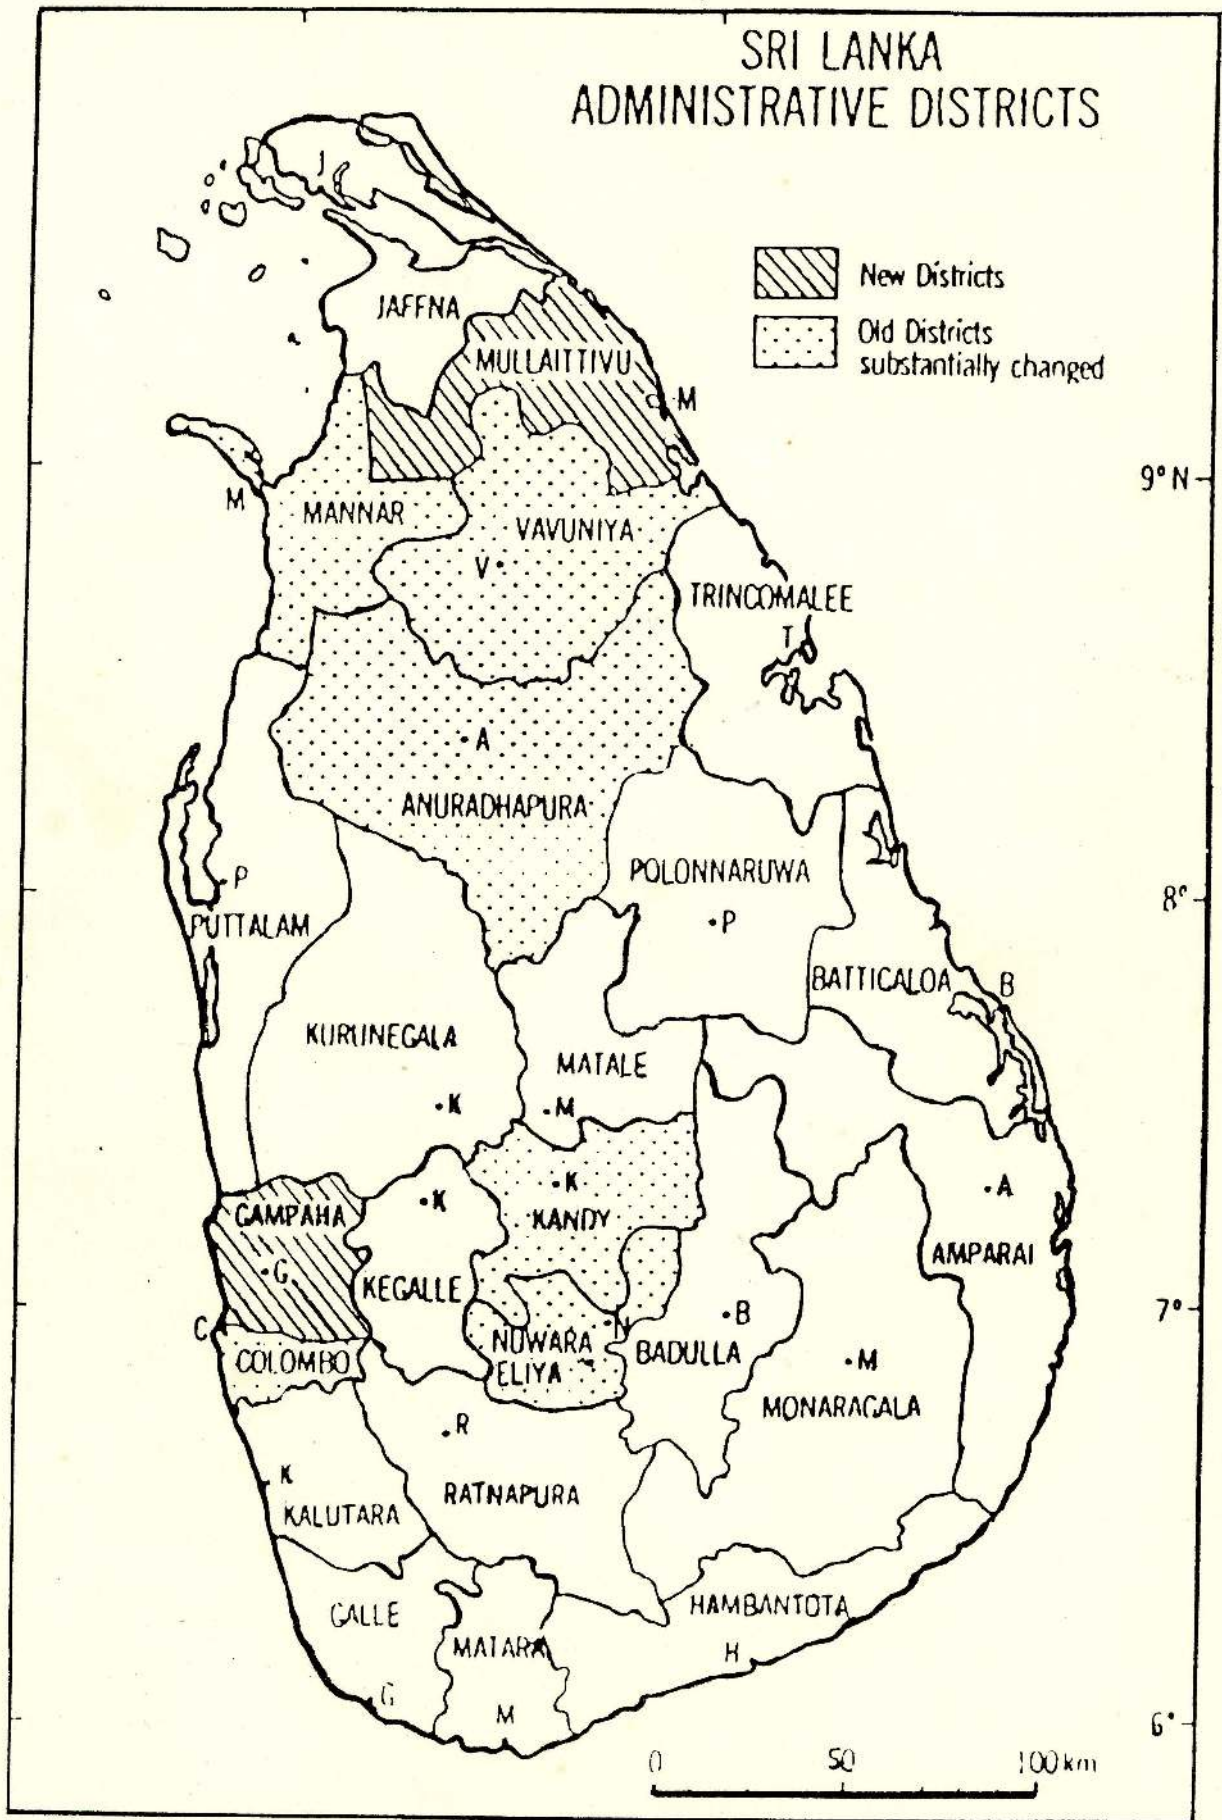 SRI LANKA
ADMINISTRATIVE DISTRICTS
J
New Districts
JAFFNA
Old Districts
substantially changed
MULLAITTIVU
M
9° N
M
MANNAR
VAVUNIYA
V
TRINCOMALEE
T
A
ANURADHAPURA
POLONNARUWA
P
8°
PUTTALAM
P
BATTICALOA
B
KURUNEGALA
MATALE
K
M
K
K
A
GAMPAHA
KANDY
AMPARAI
G
KEGALLE
7°
C
B
N
NUWARA
ELIYA
COLOMBO
BADULLA
M
MONARAGALA
R
K
RATNAPURA
KALUTARA
HAMBANTOTA
GALLE
MATARA
H
G
M
6°
0
50
100 km